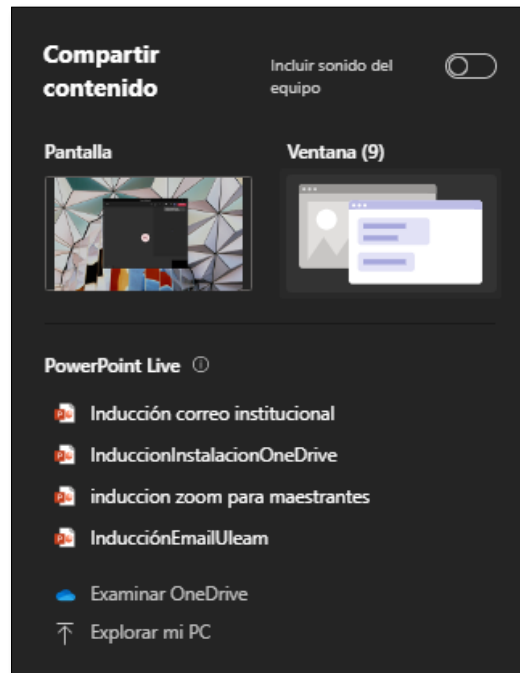 Compartir
contenido
Incluir sonido del
equipo
Pantalla
Ventana (9)
PowerPoint Live
Inducción correo institucional
InduccionInstalacionOneDrive
induccion zoom para maestrantes
InducciónEmailUleam
Examinar OneDrive
Explorar mi PC